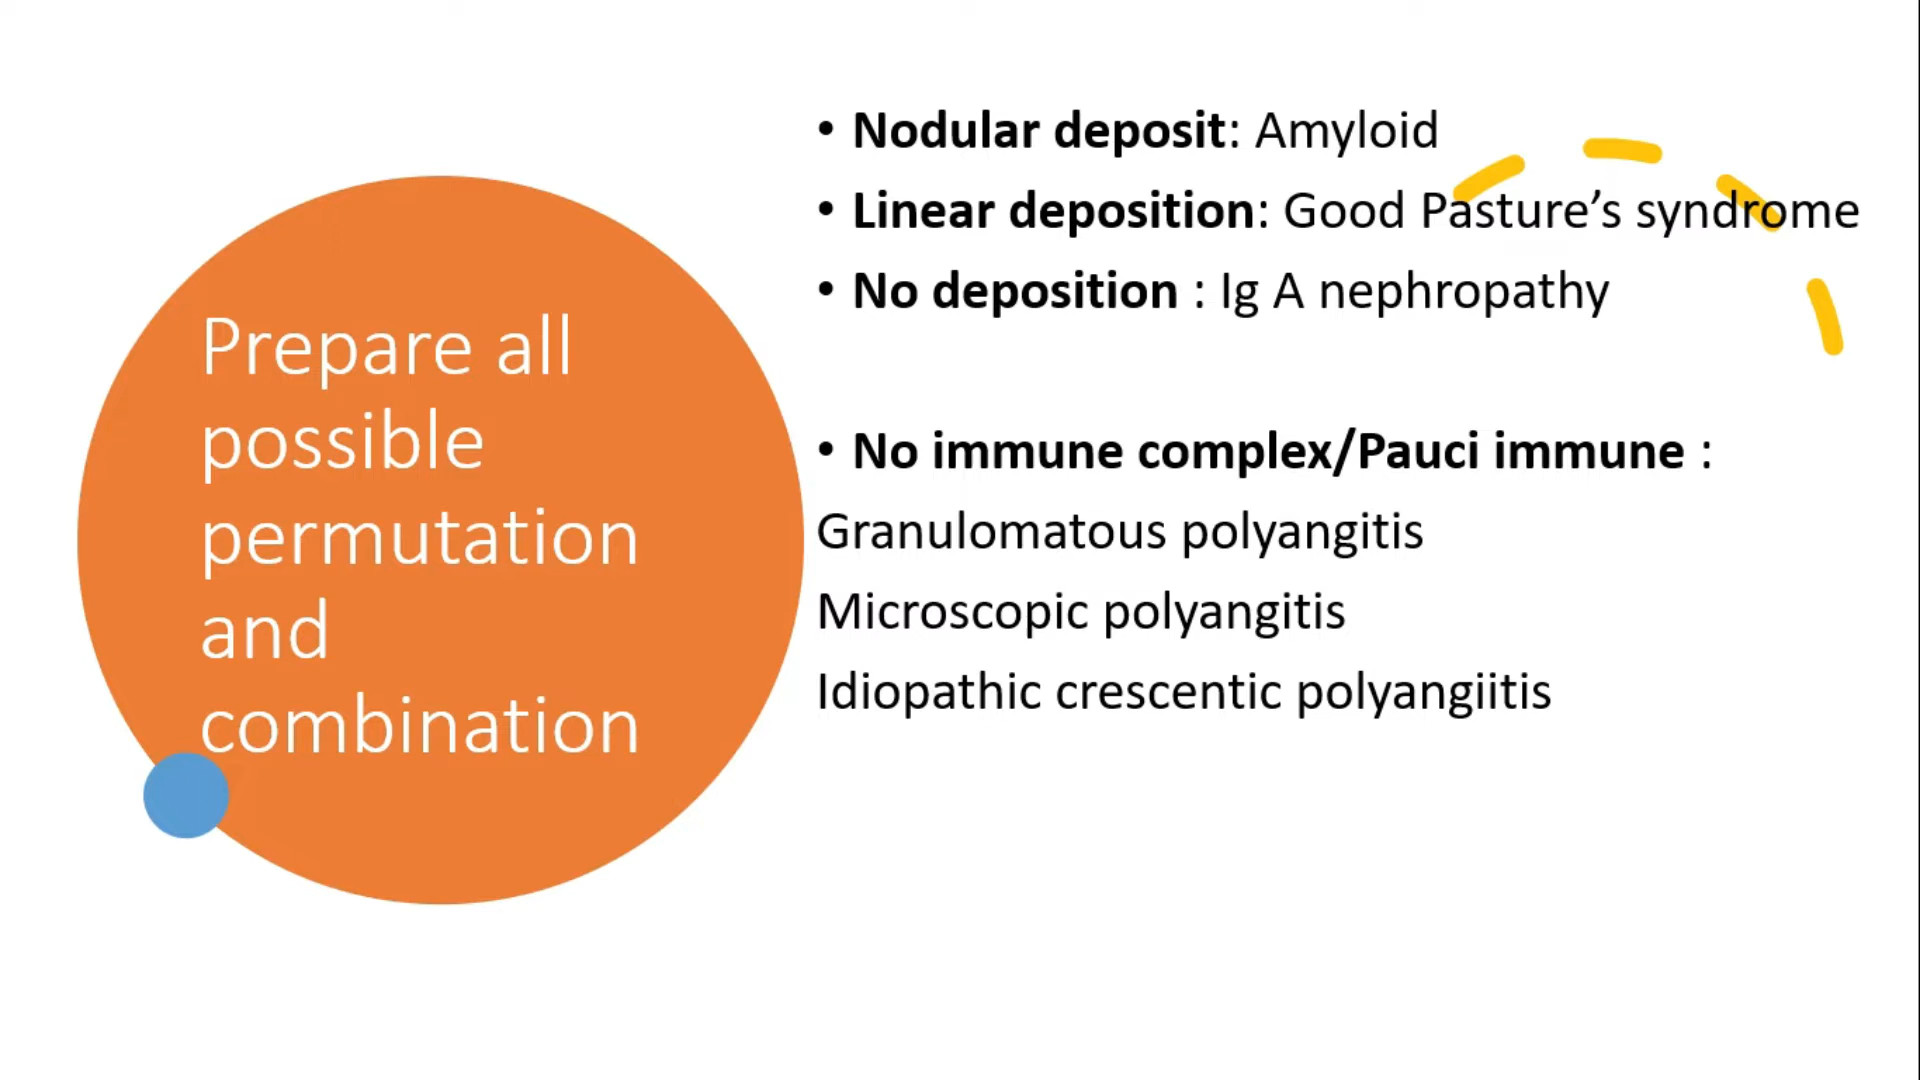 Prepare all
possible
permutation
and
combination
• Nodular deposit: Amyloid
• Linear deposition: Good Pasture’s syndrome
• No deposition : Ig A nephropathy
• No immune complex/Pauci immune :
Granulomatous polyangitis
Microscopic polyangitis
Idiopathic crescentic polyangiitis